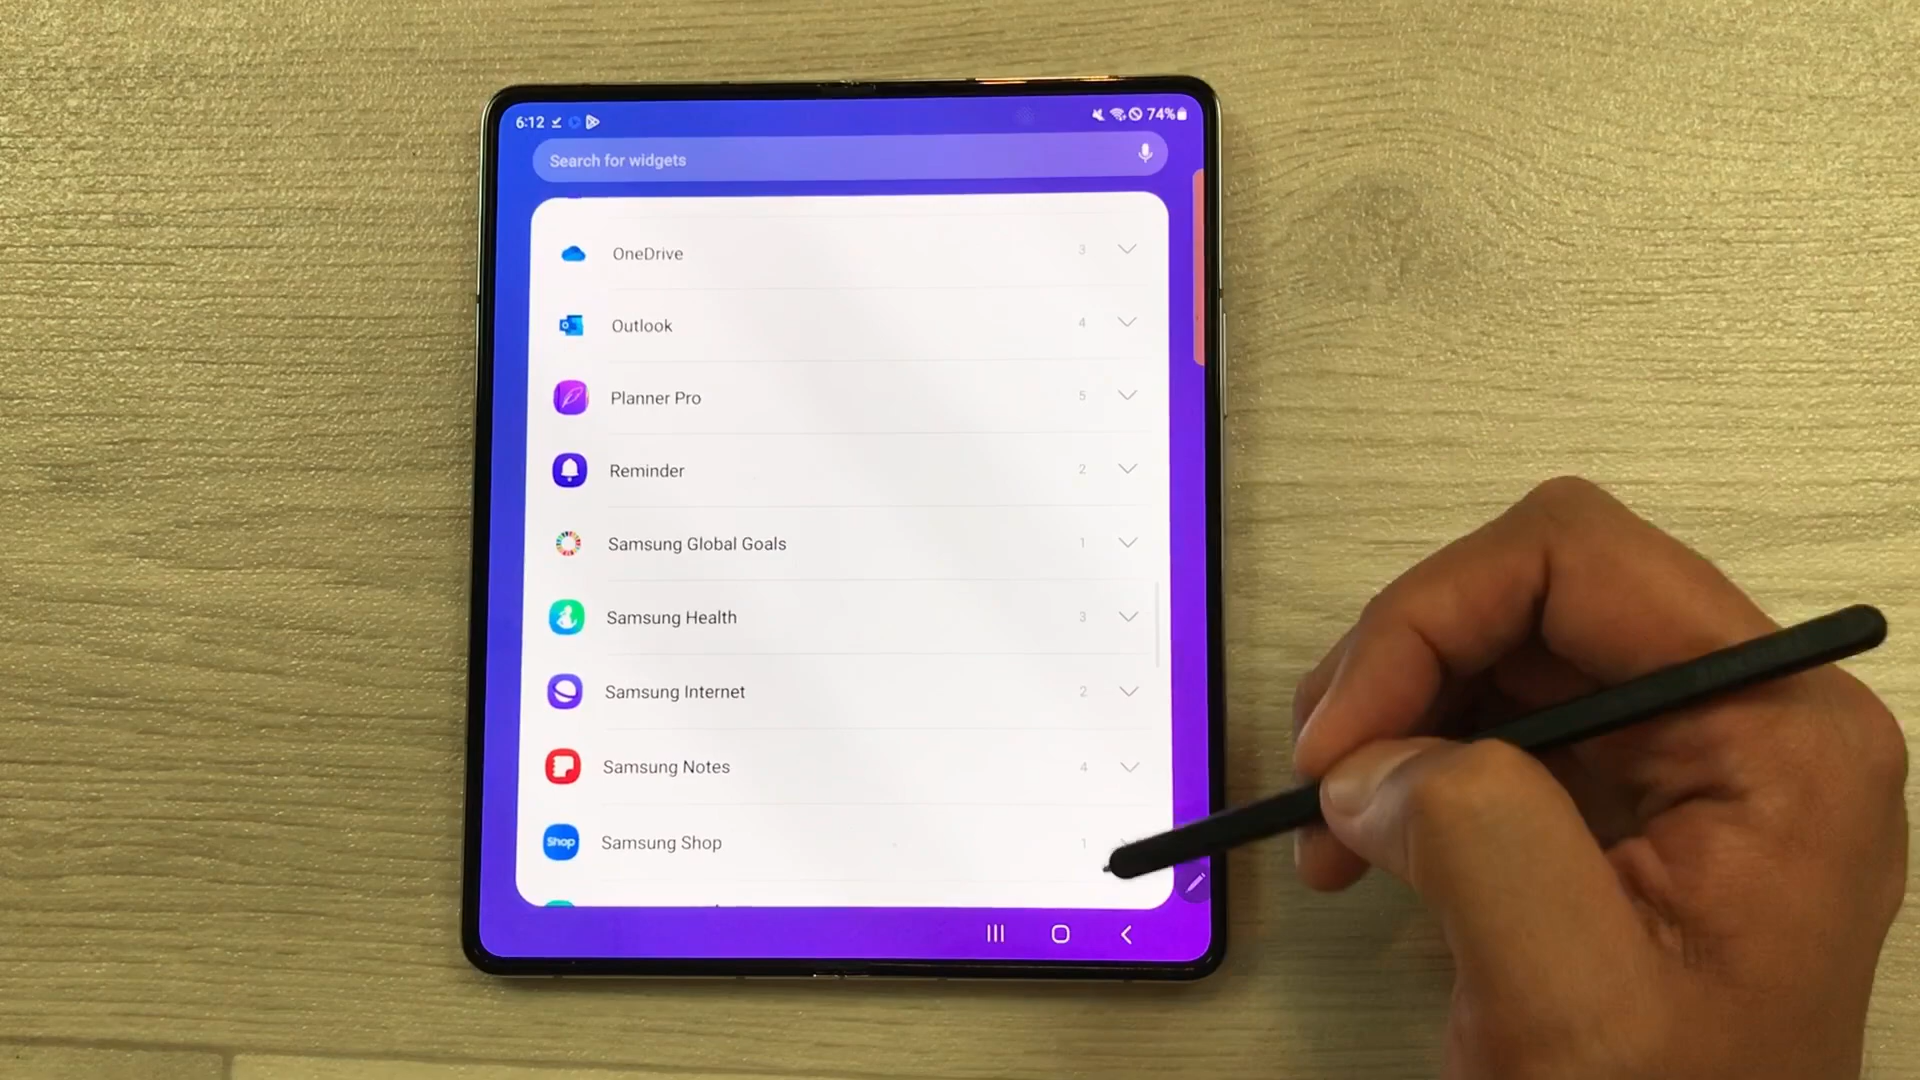 6:12 74%
Search for widgets
OneDrive 3
Outlook 4
Planner Pro 5
Reminder 2
Samsung Global Goals 1
Samsung Health 3
Samsung Internet 2
Samsung Notes 4
Shop Samsung Shop 1